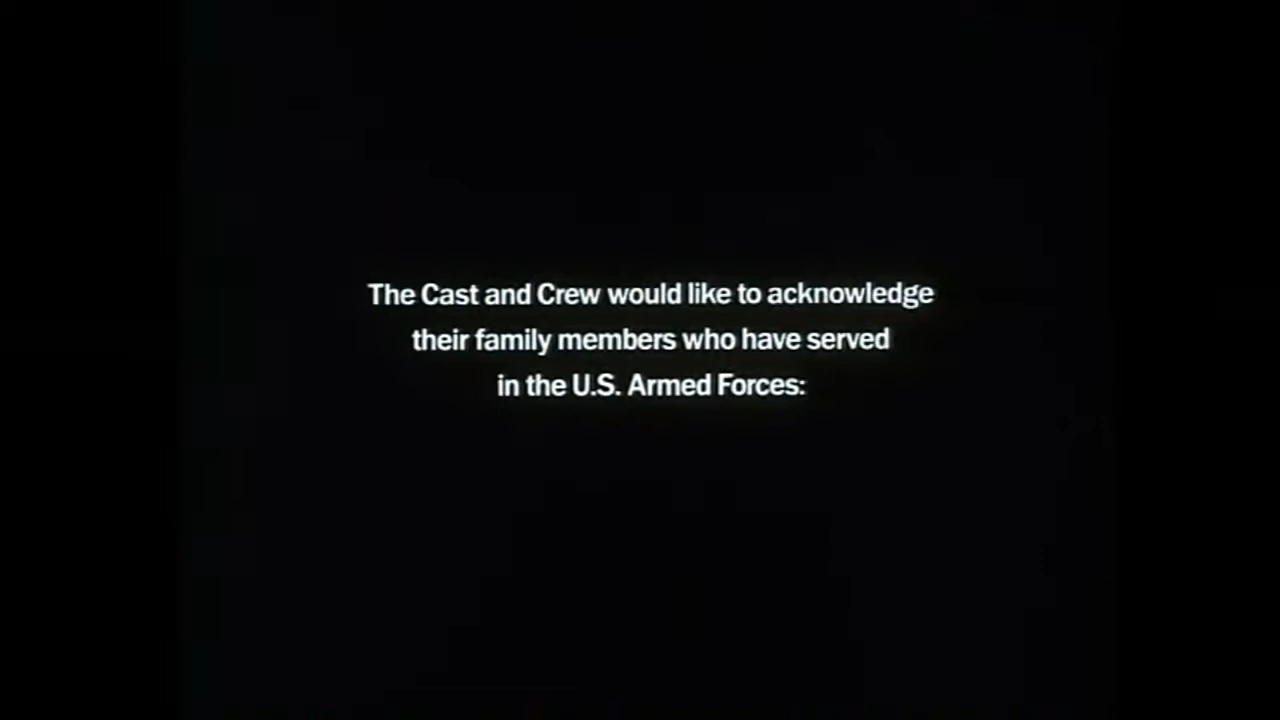 The Cast and Crew would like to acknowledge
their family members who have served
in the U.S. Armed Forces: